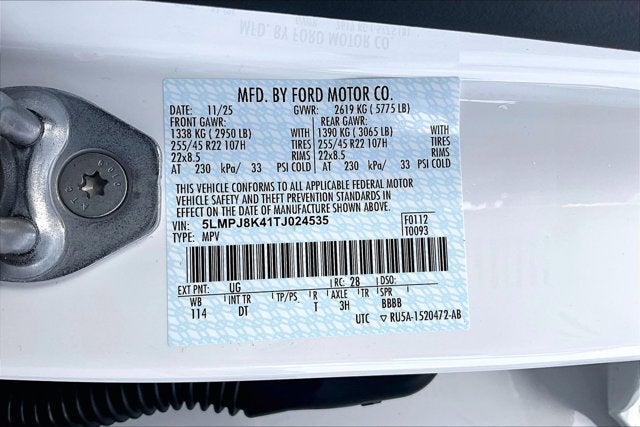 MFD. BY FORD MOTOR CO.
MFD. BY FORD MOTOR CO.
DATE: 11/25 GVWR: 2619 KG ( 5775 LB)
FRONT GAWR: REAR GAWR:
1338 KG ( 2950 LB) WITH 1390 KG ( 3065 LB) WITH
255/45 R22 107H TIRES 255/45 R22 107H TIRES
22x8.5 RIMS 22x8.5 RIMS
AT 230 kPa/ 33 PSI COLD AT 230 kPa/ 33 PSI COLD
THIS VEHICLE CONFORMS TO ALL APPLICABLE FEDERAL MOTOR
VEHICLE SAFETY AND THEFT PREVENTION STANDARDS IN
EFFECT ON THE DATE OF MANUFACTURE SHOWN ABOVE.
VIN: 5LMPJ8K41TJ024535 F0112
TYPE: MPV T0093
EXT PNT: UG RC: 28 DSO:
WB INT TR TP/PS R AXLE TR SPR
114 DT T 3H BBBB
UTC ▽ RU5A-1520472-AB